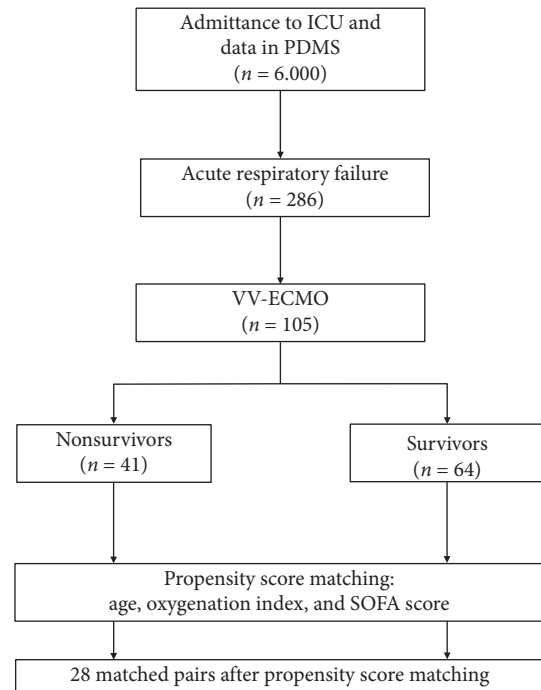 Admittance to ICU and
data in PDMS
(n = 6.000)
Acute respiratory failure
(n = 286)
VV-ECMO
(n = 105)
Nonsurvivors
(n = 41)
Survivors
(n = 64)
Propensity score matching:
age, oxygenation index, and SOFA score
28 matched pairs after propensity score matching